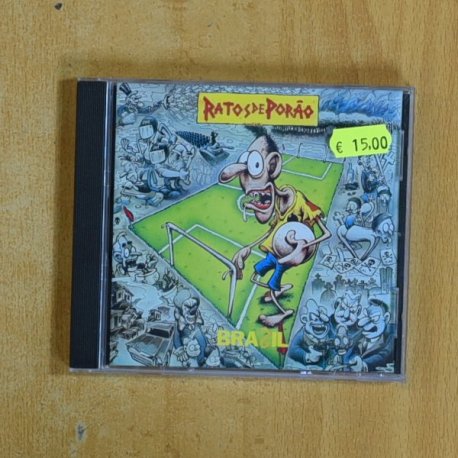 RATOS DE PORÃO
€ 15,00
BRASIL